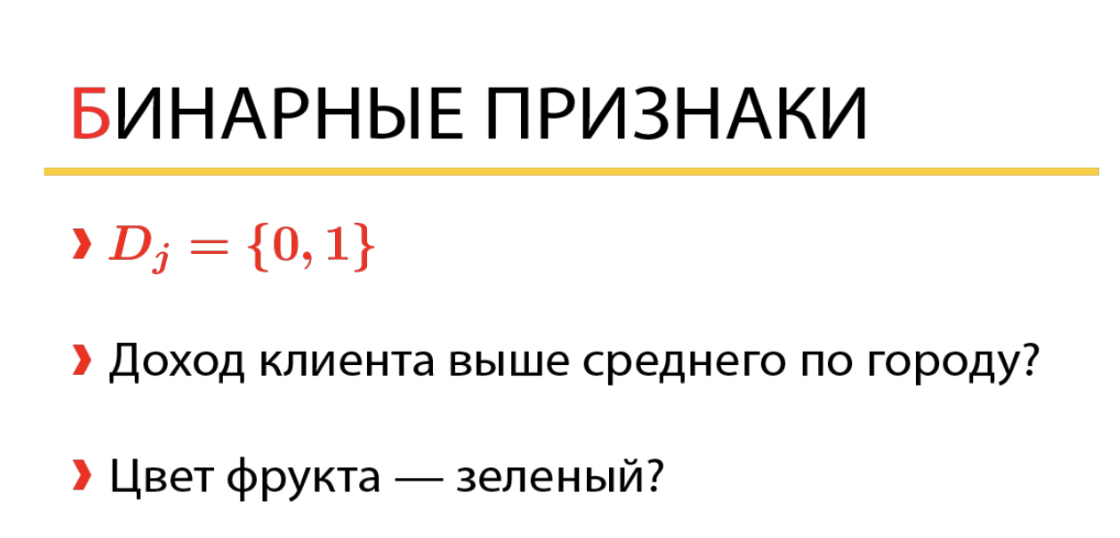 БИНАРНЫЕ ПРИЗНАКИ
❯ D_j = {0, 1}
❯ Доход клиента выше среднего по городу?
❯ Цвет фрукта — зеленый?